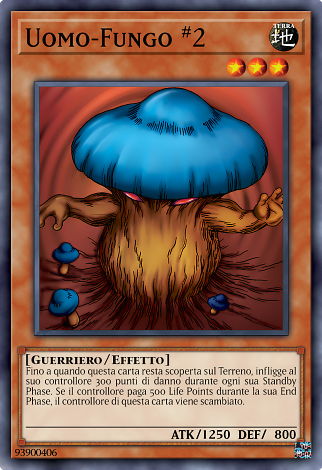 Uomo-Fungo #2
TERRA
地
[Guerriero/Effetto]
Fino a quando questa carta resta scoperta sul Terreno, infligge al
suo controllore 300 punti di danno durante ogni sua Standby
Phase. Se il controllore paga 500 Life Points durante la sua End
Phase, il controllore di questa carta viene scambiato.
ATK/1250 DEF/ 800
93900406